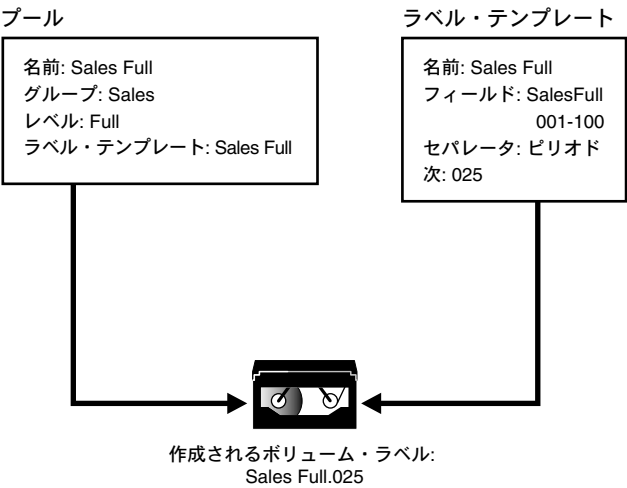 プール
名前: Sales Full
グループ: Sales
レベル: Full
ラベル・テンプレート: Sales Full
ラベル・テンプレート
名前: Sales Full
フィールド: SalesFull
001-100
セパレータ: ピリオド
次: 025
作成されるボリューム・ラベル:
Sales Full.025